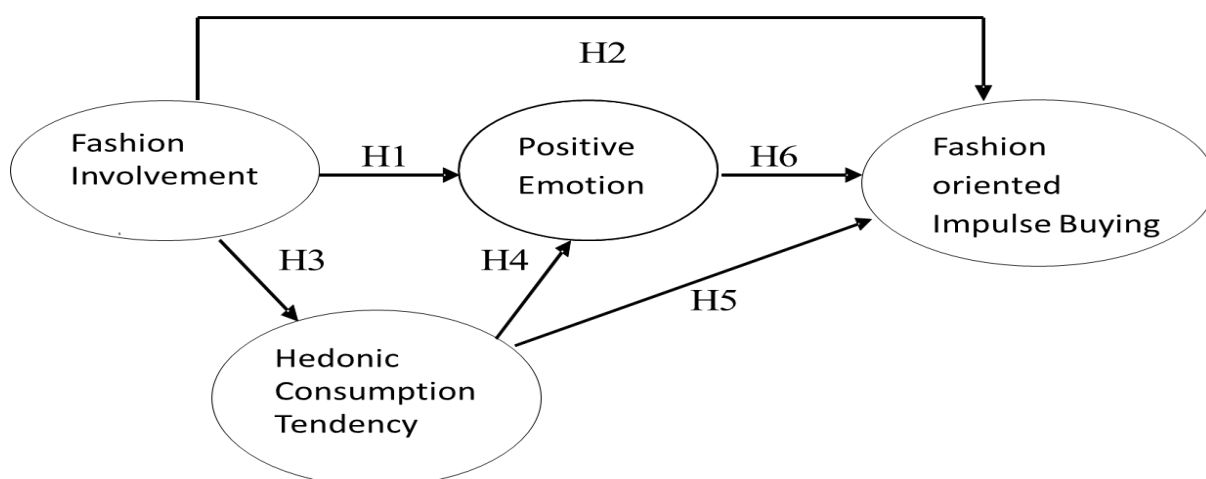 H2
Fashion
Involvement
H1
Positive
Emotion
H6
Fashion
oriented
Impulse Buying
H3
H4
H5
Hedonic
Consumption
Tendency